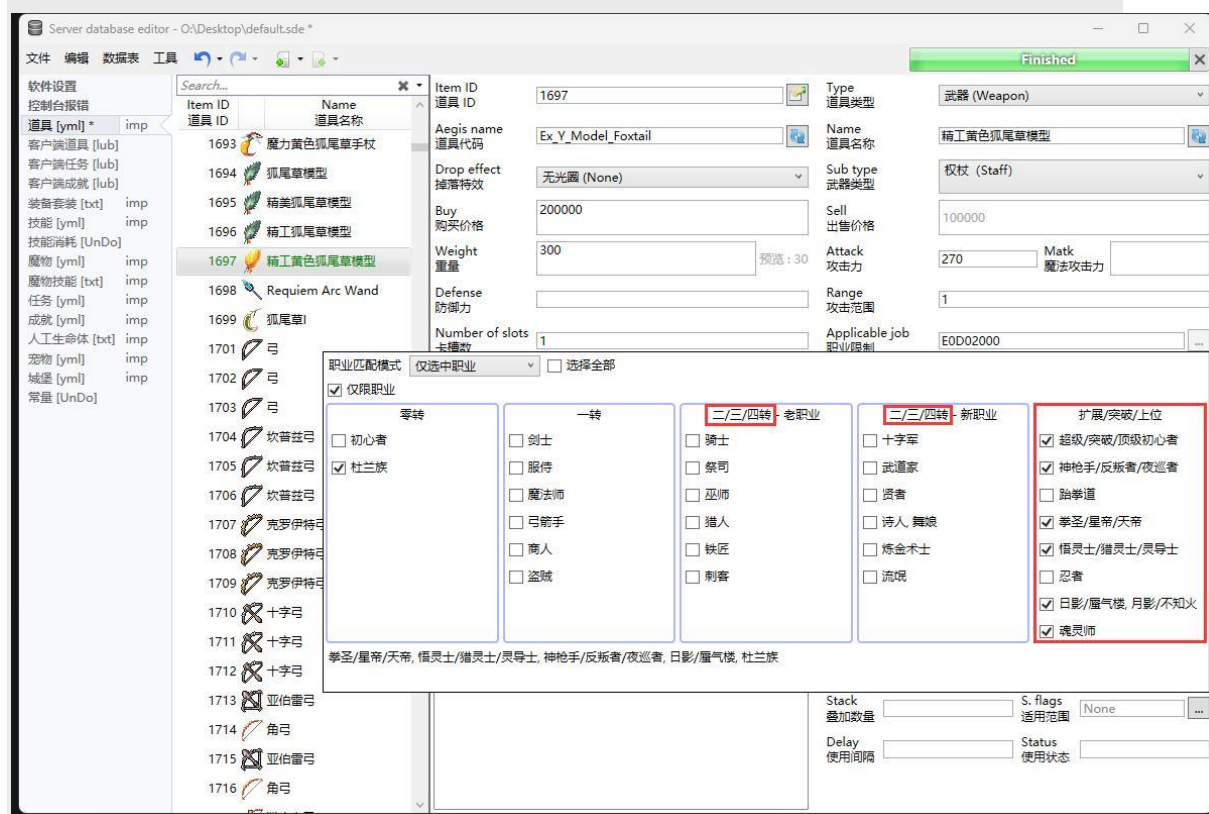 Server database editor - O:\Desktop\default.sde *
文件 编辑 数据表 工具
Finished
软件设置
控制台报错
道具 [yml] * imp
客户端道具 [lub]
客户端任务 [lub]
客户端成就 [lub]
装备套装 [txt] imp
技能 [yml] imp
技能消耗 [UnDo]
魔物 [yml] imp
魔物技能 [txt] imp
任务 [yml] imp
成就 [yml] imp
人工生命体 [txt] imp
宠物 [yml] imp
城堡 [yml] imp
常量 [UnDo]
Search...
Item ID Name
道具 ID 道具名称
1693 魔力黄色狐尾草手杖
1694 狐尾草模型
1695 精美狐尾草模型
1696 精工狐尾草模型
1697 精工黄色狐尾草模型
1698 Requiem Arc Wand
1699 狐尾草I
1701 弓
1702 弓
1703 弓
1704 坎普兹弓
1705 坎普兹弓
1706 坎普兹弓
1707 克罗伊特弓
1708 克罗伊特弓
1709 克罗伊特弓
1710 十字弓
1711 十字弓
1712 十字弓
1713 亚伯雷弓
1714 角弓
1715 亚伯雷弓
1716 角弓
Item ID
道具 ID
1697
Type
道具类型
武器 (Weapon)
Aegis name
道具代码
Ex_Y_Model_Foxtail
Name
道具名称
精工黄色狐尾草模型
Drop effect
掉落特效
无光圆 (None)
Sub type
武器类型
权杖 (Staff)
Buy
购买价格
200000
Sell
出售价格
100000
Weight
重量
300
预览 : 30
Attack
攻击力
270
Matk
魔法攻击力
Defense
防御力
Range
攻击范围
1
Number of slots
卡槽数
1
Applicable job
职业限制
E0D02000
...
职业匹配模式 仅选中职业 选择全部
仅限职业
零转
初心者
杜兰族
一转
剑士
服侍
魔法师
弓箭手
商人
盗贼
二/三/四转 - 老职业
骑士
祭司
巫师
猎人
铁匠
刺客
二/三/四转 - 新职业
十字军
武道家
贤者
诗人, 舞娘
炼金术士
流氓
扩展/突破/上位
超级/突破/顶级初心者
神枪手/反叛者/夜巡者
跆拳道
拳圣/星帝/天帝
悟灵士/猎灵士/灵导士
忍者
日影/蜃气楼, 月影/不知火
魂灵师
拳圣/星帝/天帝, 悟灵士/猎灵士/灵导士, 神枪手/反叛者/夜巡者, 日影/蜃气楼, 杜兰族
Stack
叠加数量
S. flags
适用范围
None
...
Delay
使用间隔
Status
使用状态